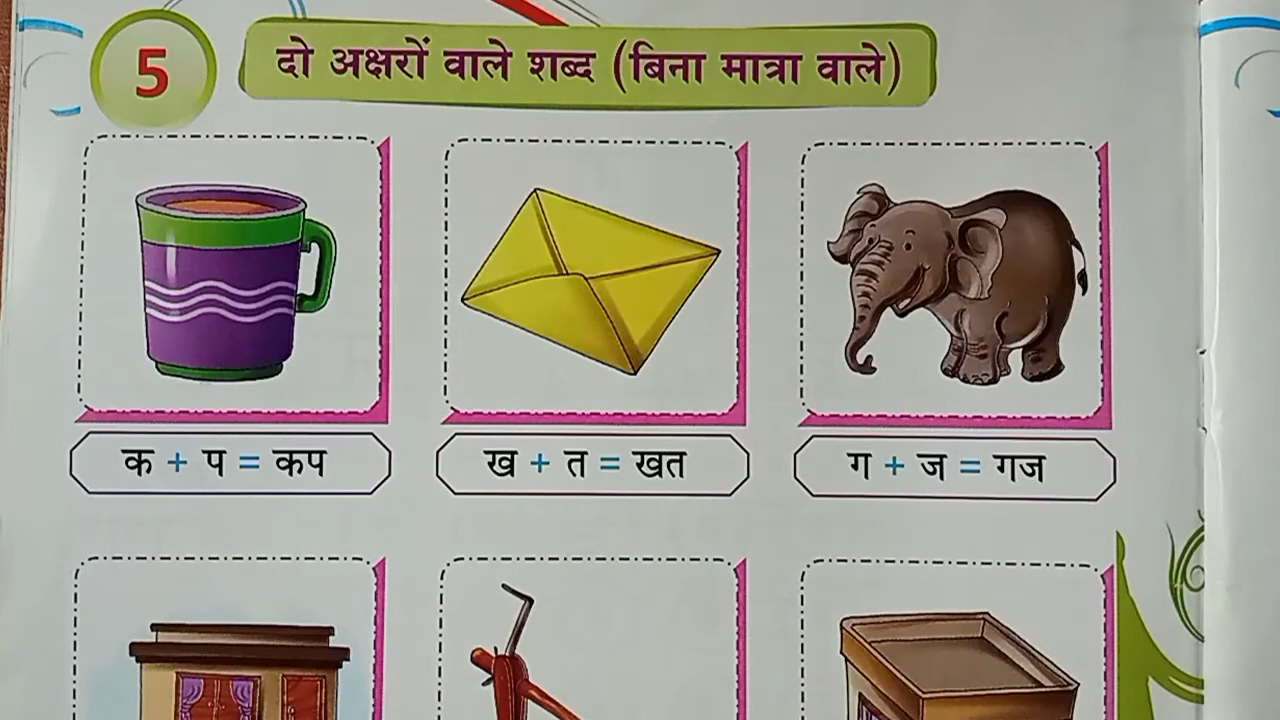 5
दो अक्षरों वाले शब्द (बिना मात्रा वाले)
क + प = कप
ख + त = खत
ग + ज = गज